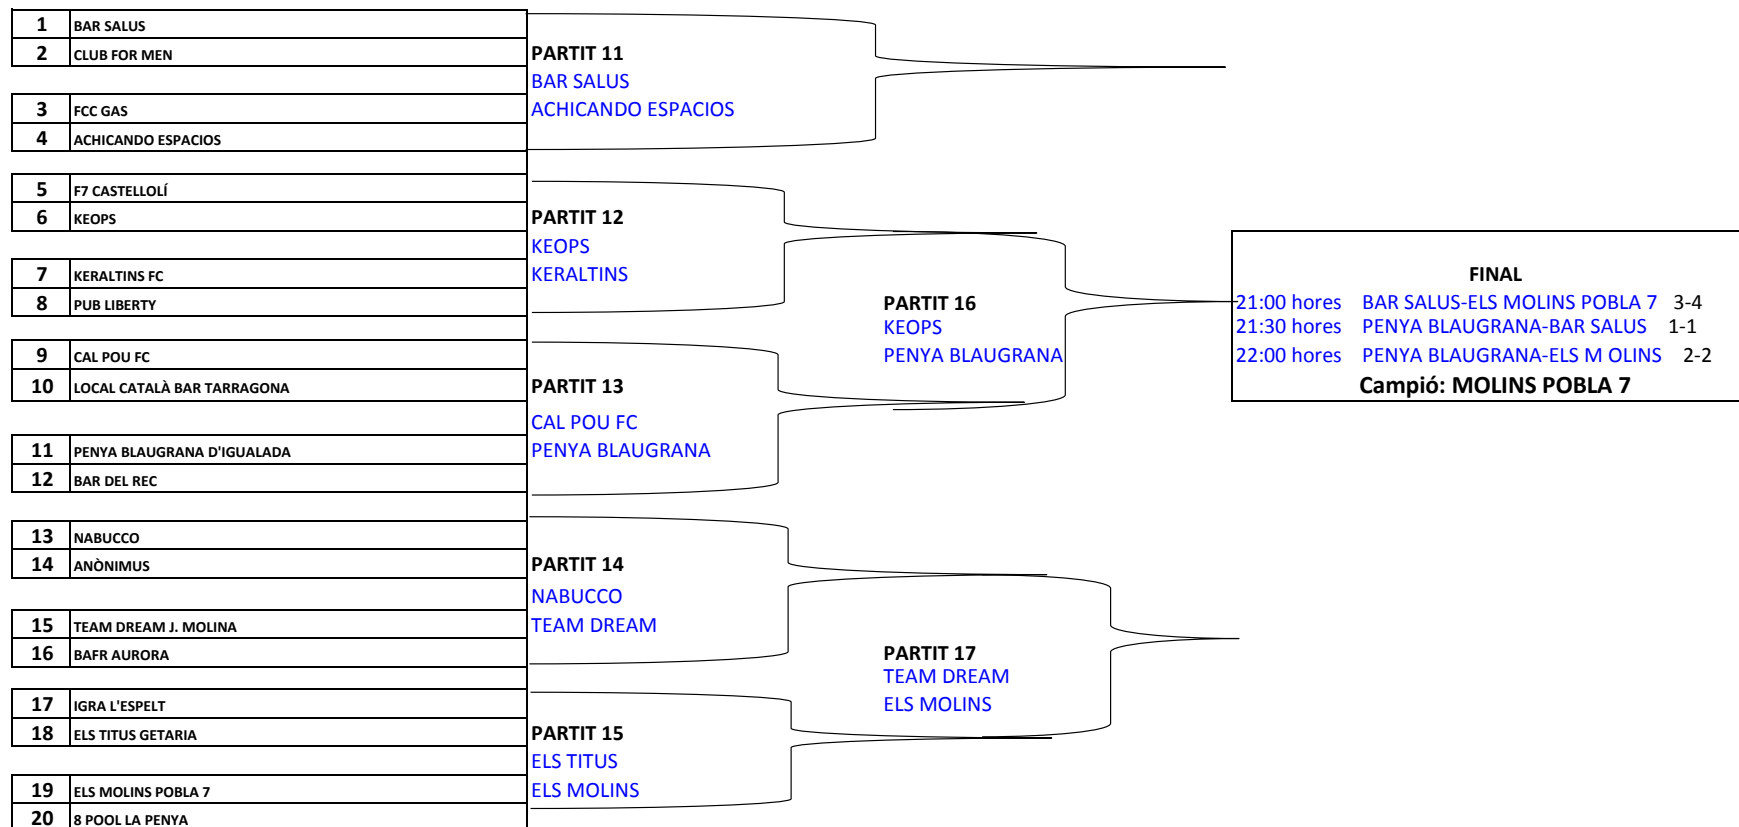 1 BAR SALUS
2 CLUB FOR MEN
PARTIT 11
BAR SALUS
3 FCC GAS
ACHICANDO ESPACIOS
4 ACHICANDO ESPACIOS
5 F7 CASTELLOLÍ
6 KEOPS
PARTIT 12
KEOPS
7 KERALTINS FC
KERALTINS
8 PUB LIBERTY
PARTIT 16
KEOPS
PENYA BLAUGRANA
FINAL
21:00 hores BAR SALUS-ELS MOLINS POBLA 7 3-4
21:30 hores PENYA BLAUGRANA-BAR SALUS 1-1
22:00 hores PENYA BLAUGRANA-ELS M OLINS 2-2
Campió: MOLINS POBLA 7
9 CAL POU FC
10 LOCAL CATALÀ BAR TARRAGONA
PARTIT 13
CAL POU FC
11 PENYA BLAUGRANA D'IGUALADA
PENYA BLAUGRANA
12 BAR DEL REC
13 NABUCCO
14 ANÒNIMUS
PARTIT 14
NABUCCO
15 TEAM DREAM J. MOLINA
TEAM DREAM
16 BAFR AURORA
PARTIT 17
TEAM DREAM
ELS MOLINS
17 IGRA L'ESPELT
18 ELS TITUS GETARIA
PARTIT 15
ELS TITUS
19 ELS MOLINS POBLA 7
ELS MOLINS
20 8 POOL LA PENYA